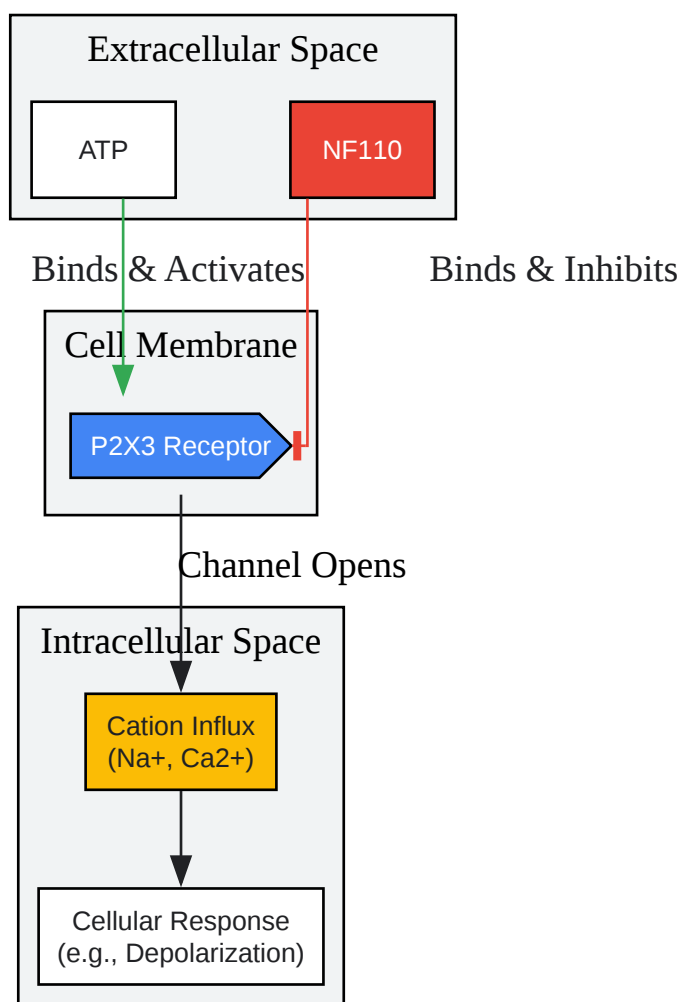 Extracellular Space
ATP
NF110
Binds & Activates
Binds & Inhibits
Cell Membrane
P2X3 Receptor
Channel Opens
Intracellular Space
Cation Influx
(Na+, Ca2+)
Cellular Response
(e.g., Depolarization)